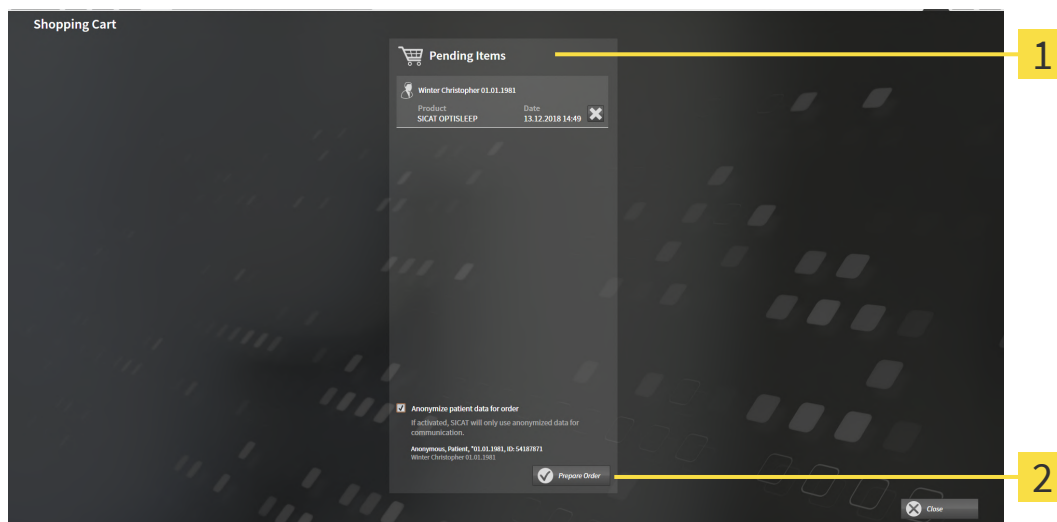 Shopping Cart
Pending Items
1
Winter Christopher 01.01.1981
Product Date
SICAT OPTISLEEP 13.12.2018 14:49
Anonymize patient data for order
If activated, SICAT will only use anonymized data for
communication.
Anonymous, Patient, *01.01.1981, ID: 54187871
Winter Christopher 01.01.1981
Prepare Order
2
Close